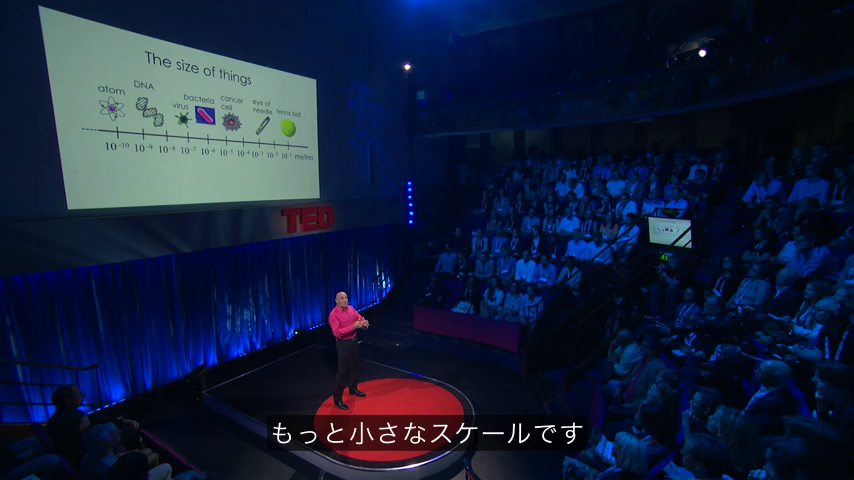 The size of things
atom
DNA
virus
bacteria
cancer
cell
eye of
needle
tennis ball
10⁻¹⁰ 10⁻⁹ 10⁻⁸ 10⁻⁷ 10⁻⁶ 10⁻⁵ 10⁻⁴ 10⁻³ 10⁻² 10⁻¹ metres
TED
もっと小さなスケールです